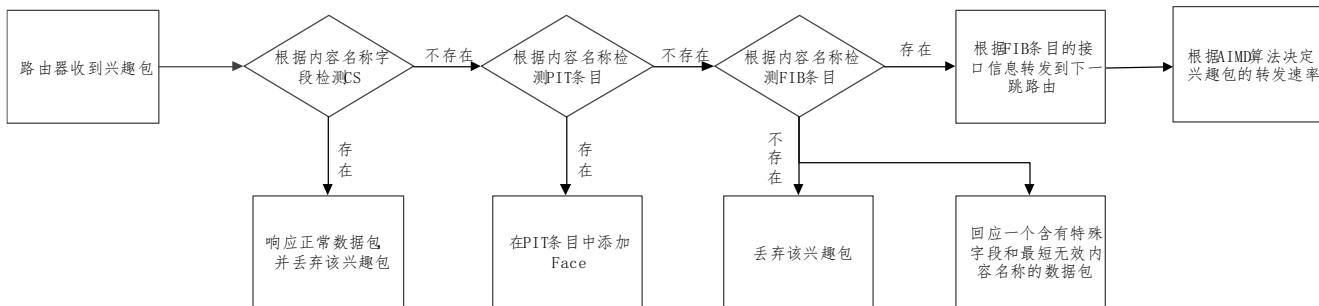 路由器收到兴趣包
根据内容名称字
段检测CS
不存在
根据内容名称检
测PIT条目
不存在
根据内容名称检
测FIB条目
存在
根据FIB条目的接
口信息转发到下一
跳路由
根据AIMD算法决定
兴趣包的转发速率
存
在
存
在
不
存
在
响应正常数据包,
并丢弃该兴趣包
在PIT条目中添加
Face
丢弃该兴趣包
回应一个含有特殊
字段和最短无效内
容名称的数据包